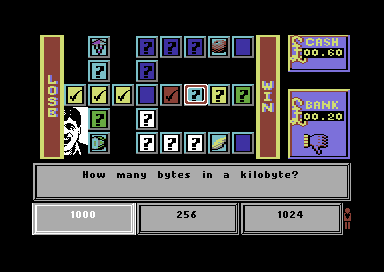 CASH
£00.60
LOSE
WIN
BANK
£00.20
How many bytes in a kilobyte?
1000
256
1024